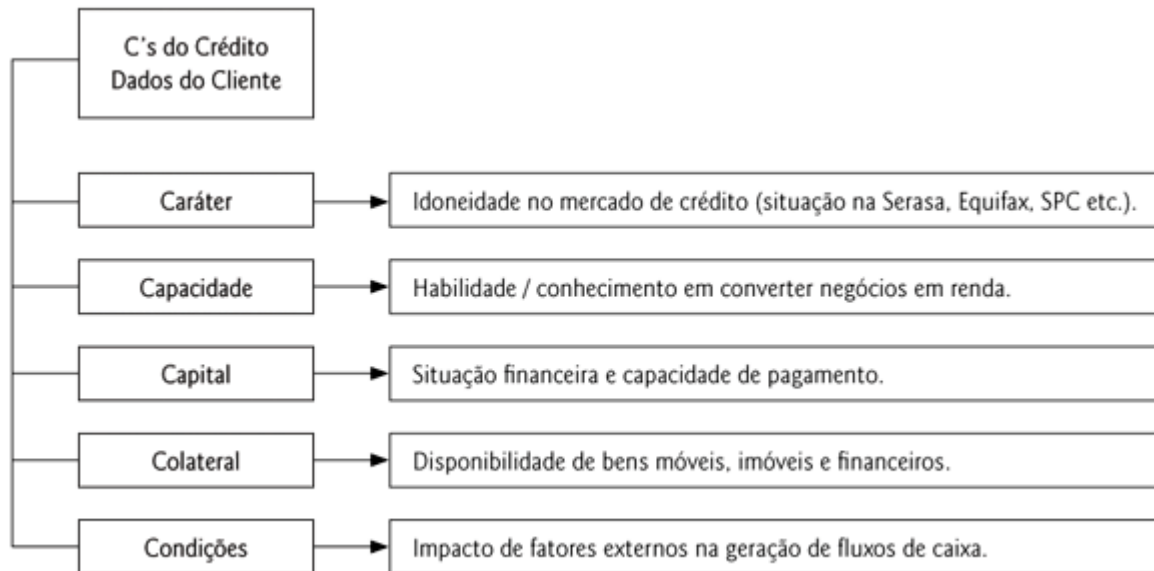 C's do Crédito
Dados do Cliente
Caráter
Idoneidade no mercado de crédito (situação na Serasa, Equifax, SPC etc.).
Capacidade
Habilidade / conhecimento em converter negócios em renda.
Capital
Situação financeira e capacidade de pagamento.
Colateral
Disponibilidade de bens móveis, imóveis e financeiros.
Condições
Impacto de fatores externos na geração de fluxos de caixa.